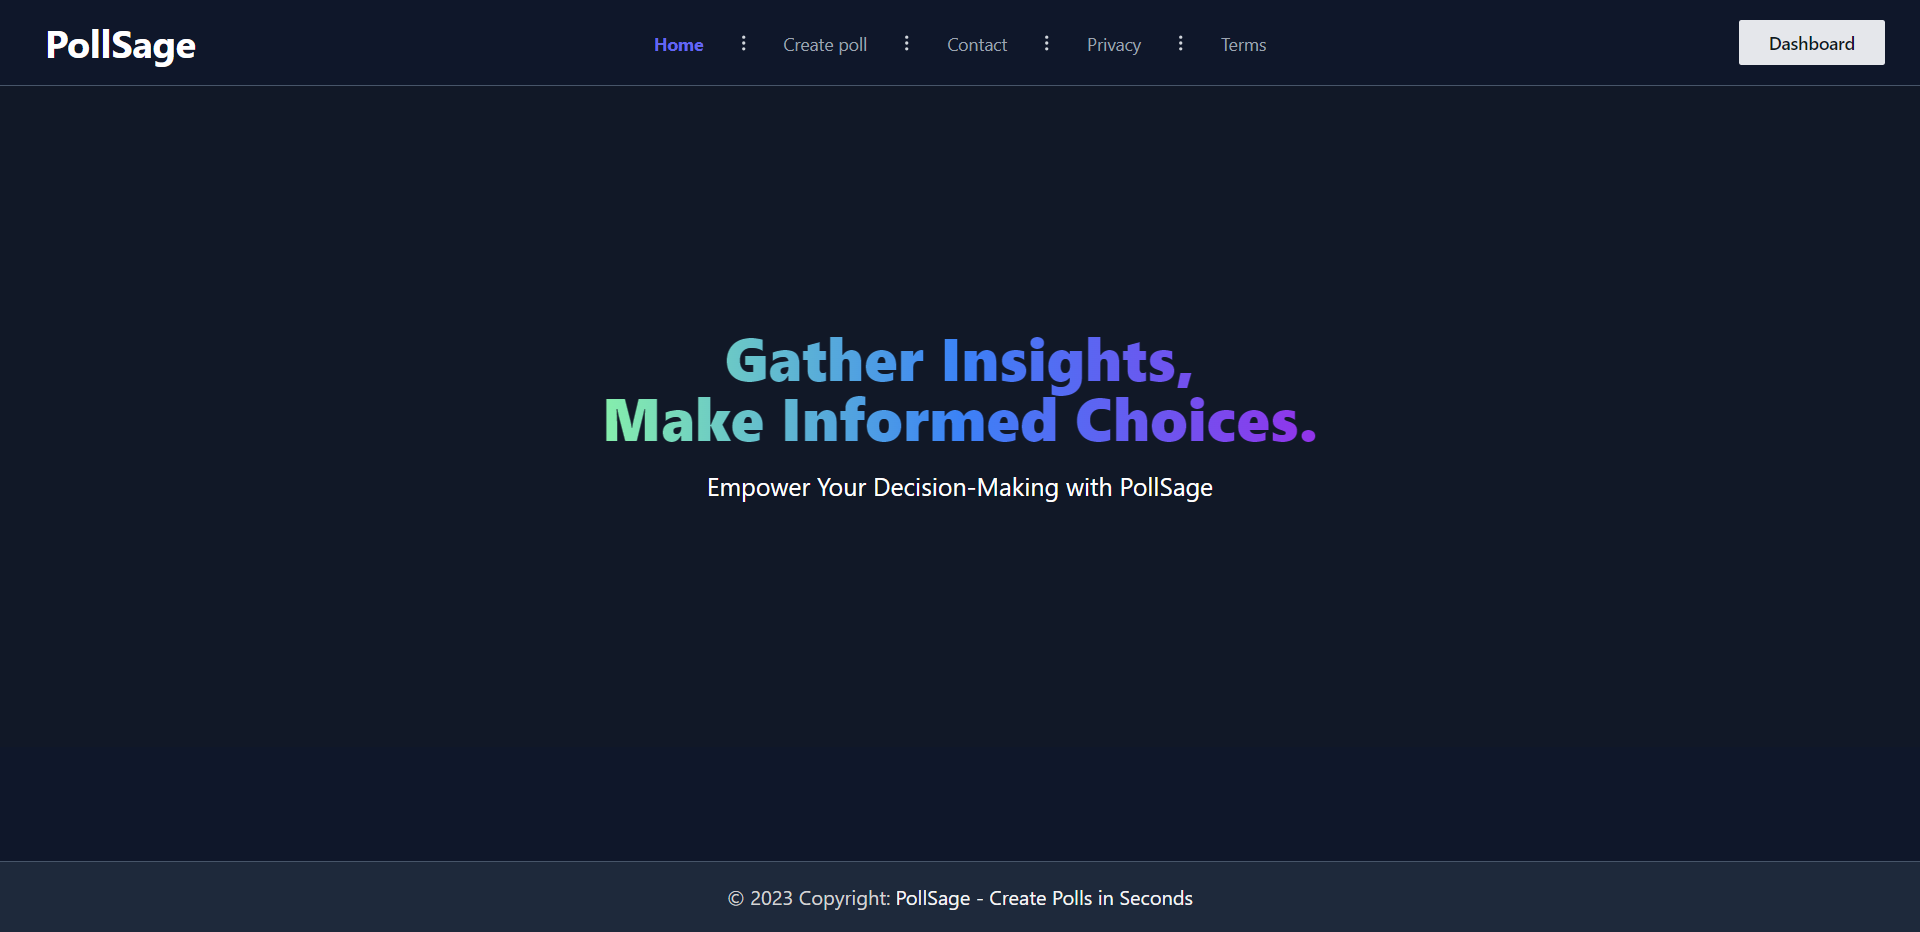 PollSage
Home ⋮ Create poll ⋮ Contact ⋮ Privacy ⋮ Terms
Dashboard
Gather Insights,
Make Informed Choices.
Empower Your Decision-Making with PollSage
© 2023 Copyright: PollSage - Create Polls in Seconds